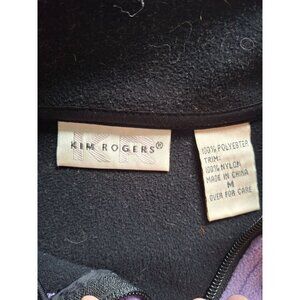 KIM ROGERS®
100% POLYESTER
TRIM:
100% NYLON
MADE IN CHINA
M
OVER FOR CARE